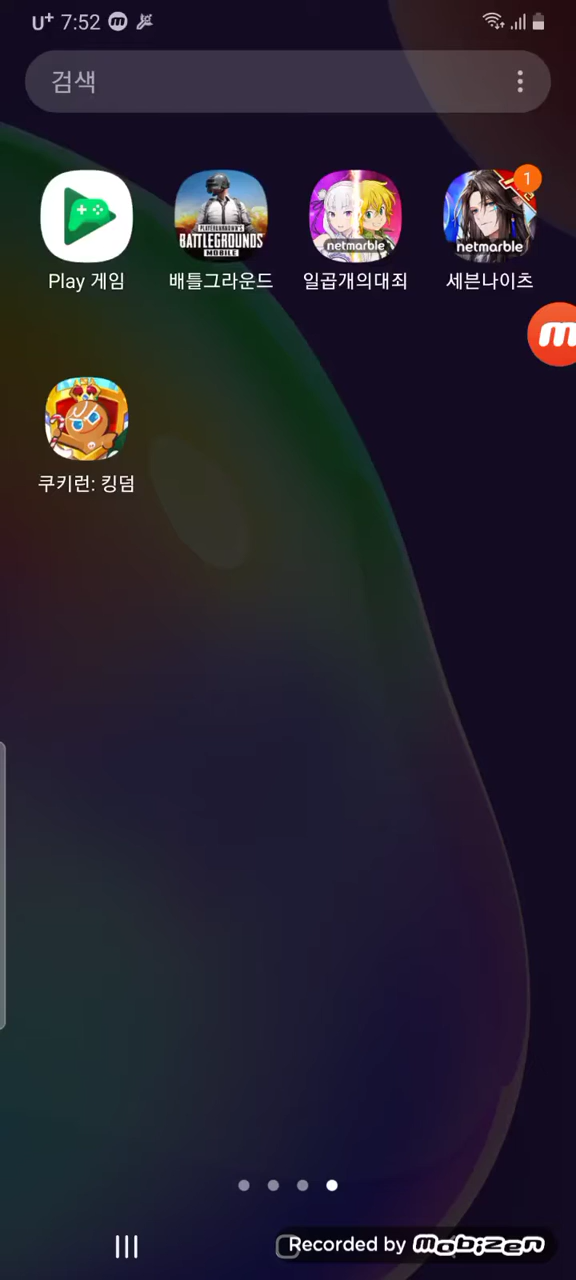 U+ 7:52
검색
PLAYERUNKNOWN'S
BATTLEGROUNDS
MOBILE
netmarble
netmarble
1
Play 게임
배틀그라운드
일곱개의대죄
세븐나이츠
m
쿠키런: 킹덤
Recorded by Mobizen